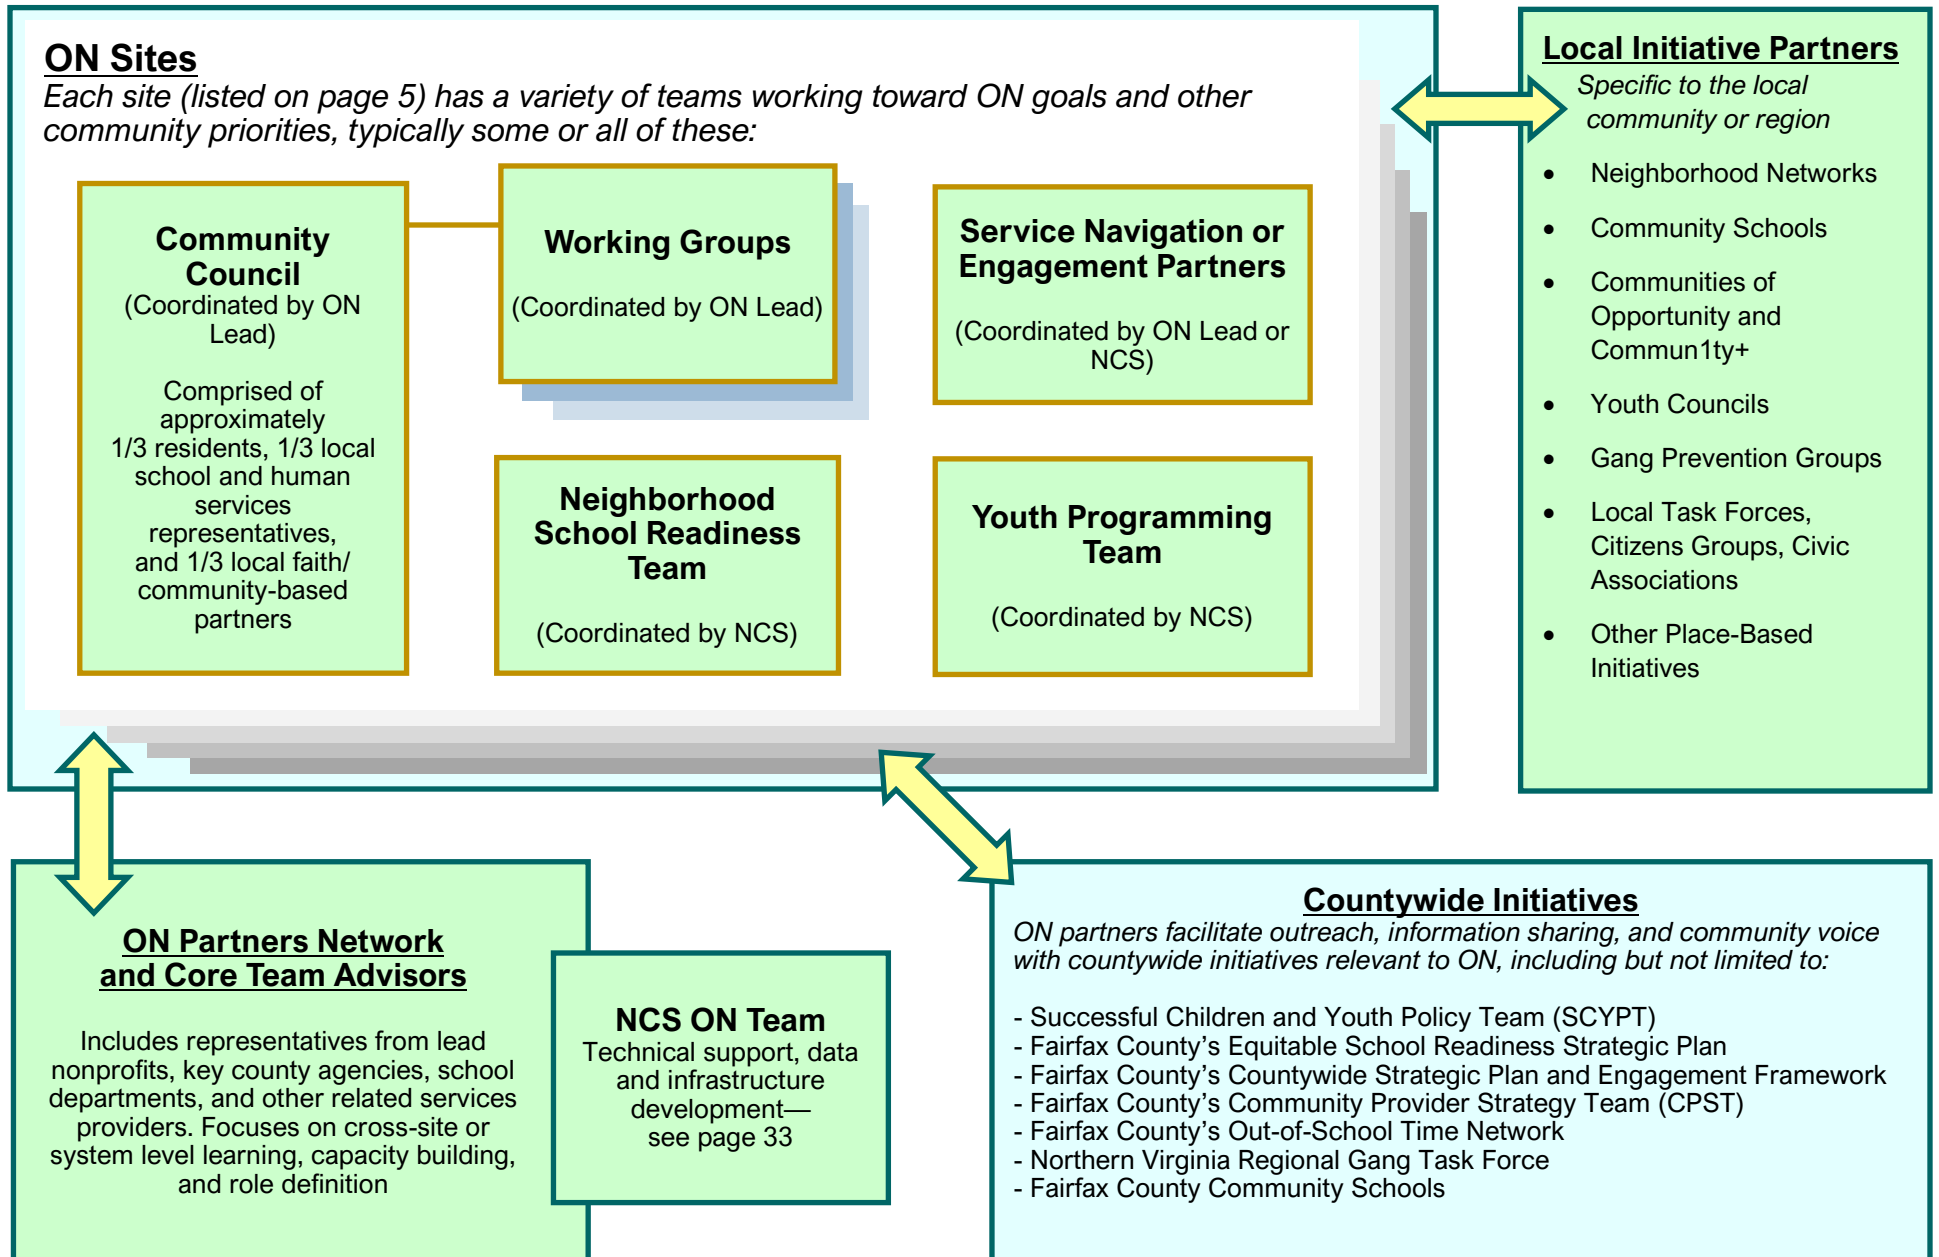 ON Sites
Each site (listed on page 5) has a variety of teams working toward ON goals and other
community priorities, typically some or all of these:
Community
Council
(Coordinated by ON
Lead)
Comprised of
approximately
1/3 residents, 1/3 local
school and human
services
representatives,
and 1/3 local faith/
community-based
partners
Working Groups
(Coordinated by ON Lead)
Service Navigation or
Engagement Partners
(Coordinated by ON Lead or
NCS)
Neighborhood
School Readiness
Team
(Coordinated by NCS)
Youth Programming
Team
(Coordinated by NCS)
Local Initiative Partners
Specific to the local
community or region
• Neighborhood Networks
• Community Schools
• Communities of
Opportunity and
Commun1ty+
• Youth Councils
• Gang Prevention Groups
• Local Task Forces,
Citizens Groups, Civic
Associations
• Other Place-Based
Initiatives
ON Partners Network
and Core Team Advisors
Includes representatives from lead
nonprofits, key county agencies, school
departments, and other related services
providers. Focuses on cross-site or
system level learning, capacity building,
and role definition
NCS ON Team
Technical support, data
and infrastructure
development—
see page 33
Countywide Initiatives
ON partners facilitate outreach, information sharing, and community voice
with countywide initiatives relevant to ON, including but not limited to:
- Successful Children and Youth Policy Team (SCYPT)
- Fairfax County’s Equitable School Readiness Strategic Plan
- Fairfax County’s Countywide Strategic Plan and Engagement Framework
- Fairfax County’s Community Provider Strategy Team (CPST)
- Fairfax County’s Out-of-School Time Network
- Northern Virginia Regional Gang Task Force
- Fairfax County Community Schools